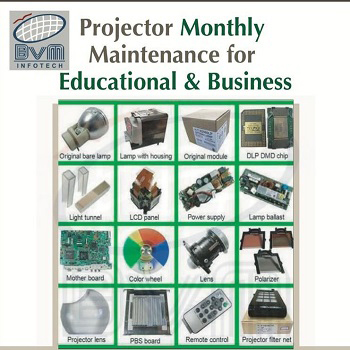 BVM
INFOTECH
Projector Monthly
Maintenance for
Educational & Business
Original bare lamp
Lamp with housing
Original module
DLP DMD chip
Light tunnel
LCD panel
Power supply
Lamp ballast
Mother board
Color wheel
Lens
Polarizer
Projector lens
PBS board
Remote control
Projector filter net